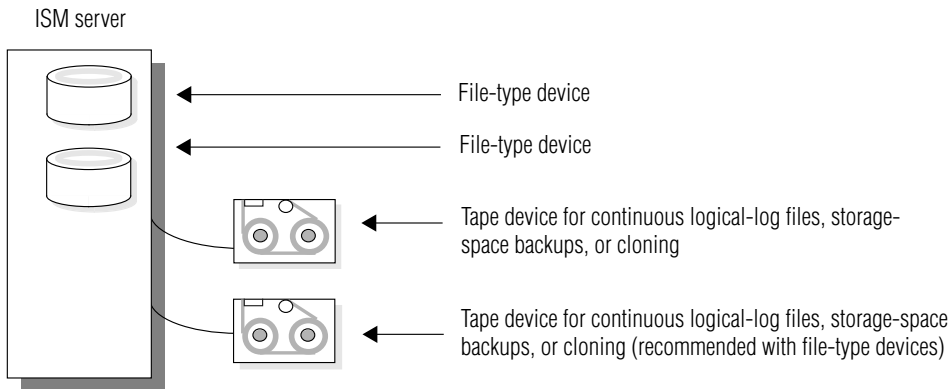 ISM server
File-type device
File-type device
Tape device for continuous logical-log files, storage-
space backups, or cloning
Tape device for continuous logical-log files, storage-space
backups, or cloning (recommended with file-type devices)